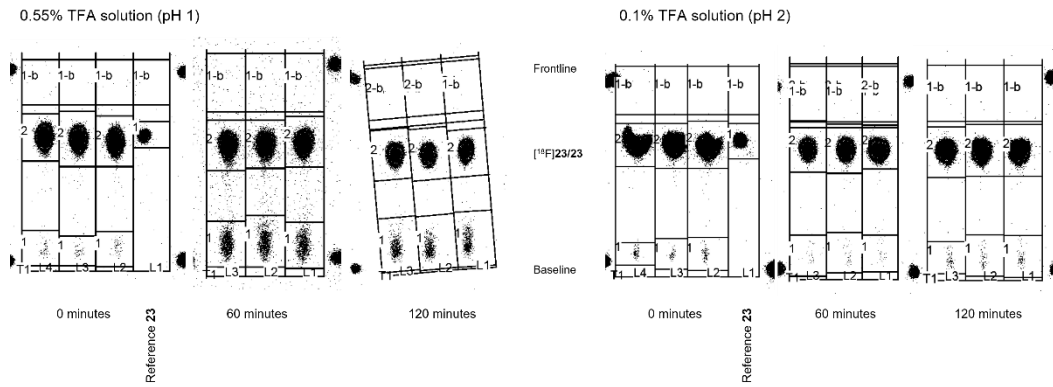 0.55% TFA solution (pH 1)
0.1% TFA solution (pH 2)
1-b 1-b 1-b 1-b
2 2 2 1
1 1 1
T1 L4 L3 L2 L1
1-b 1-b 1-b
2 2 2
1 1 1
L3 L2 L1
2-b 2-b 2-b
2 2 2
1 1 1
T1 L3 L2 L1
Frontline
[¹⁸F]23/23
Baseline
1-b 1-b 1-b 1-b
2 2 2 1
1 1 1
T1 L4 L3 L2 L1
2-b 2-b
1-b 1-b 1-b
2 2 2
1 1 1
T1 L3 L2 L1
1-b 1-b 1-b
2 2 2
1 1 1
T1 L3 L2 L1
0 minutes
Reference 23
60 minutes
120 minutes
0 minutes
Reference 23
60 minutes
120 minutes